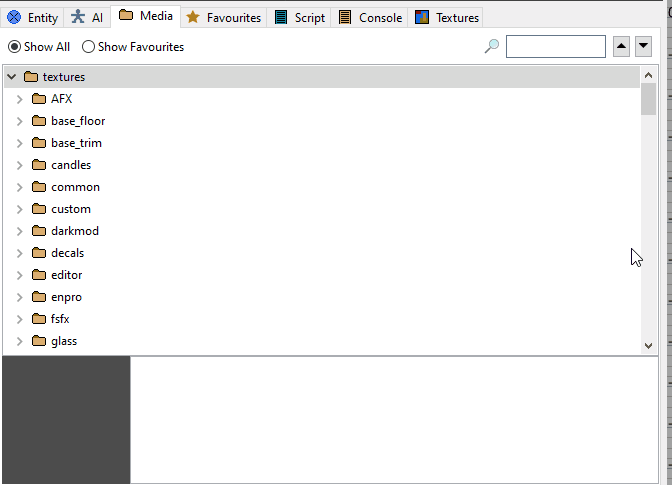 Entity AI Media Favourites Script Console Textures
Show All Show Favourites
textures
AFX
base_floor
base_trim
candles
common
custom
darkmod
decals
editor
enpro
fsfx
glass